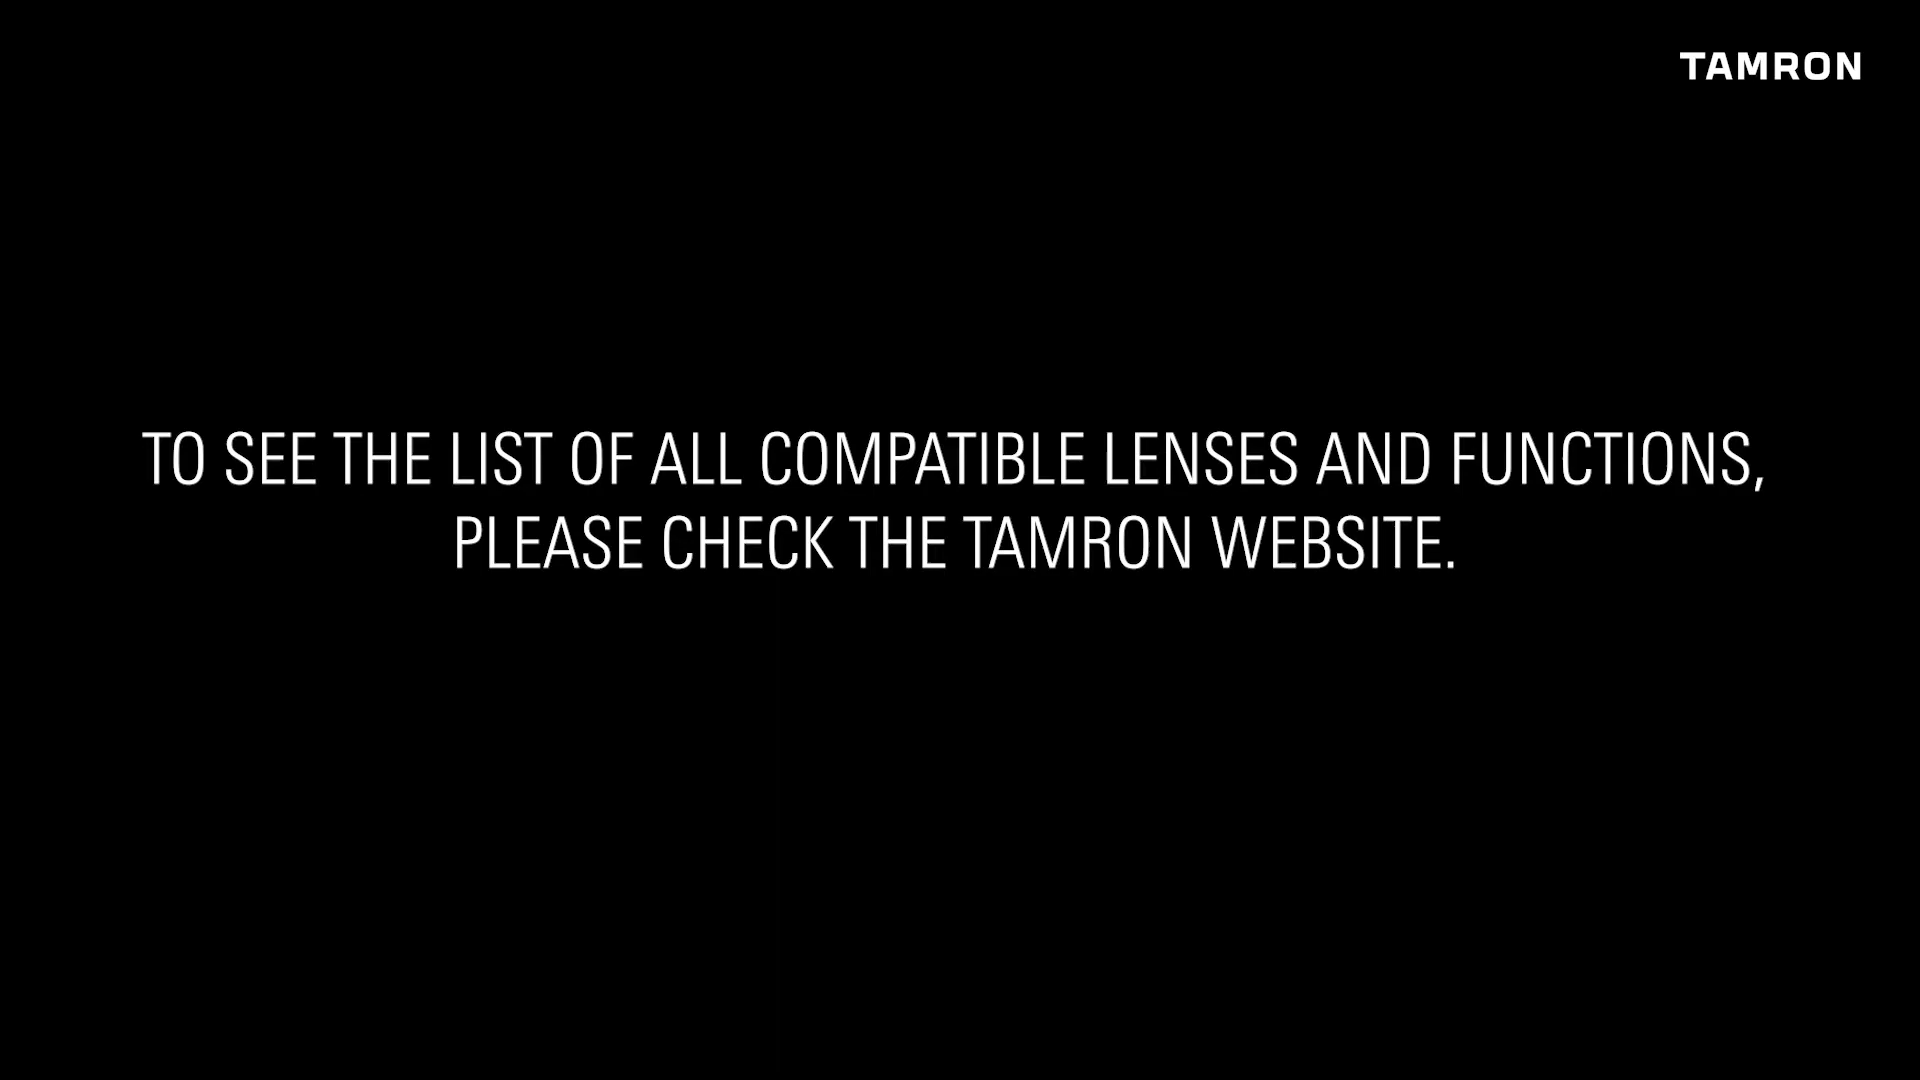 TAMRON
TO SEE THE LIST OF ALL COMPATIBLE LENSES AND FUNCTIONS,
PLEASE CHECK THE TAMRON WEBSITE.